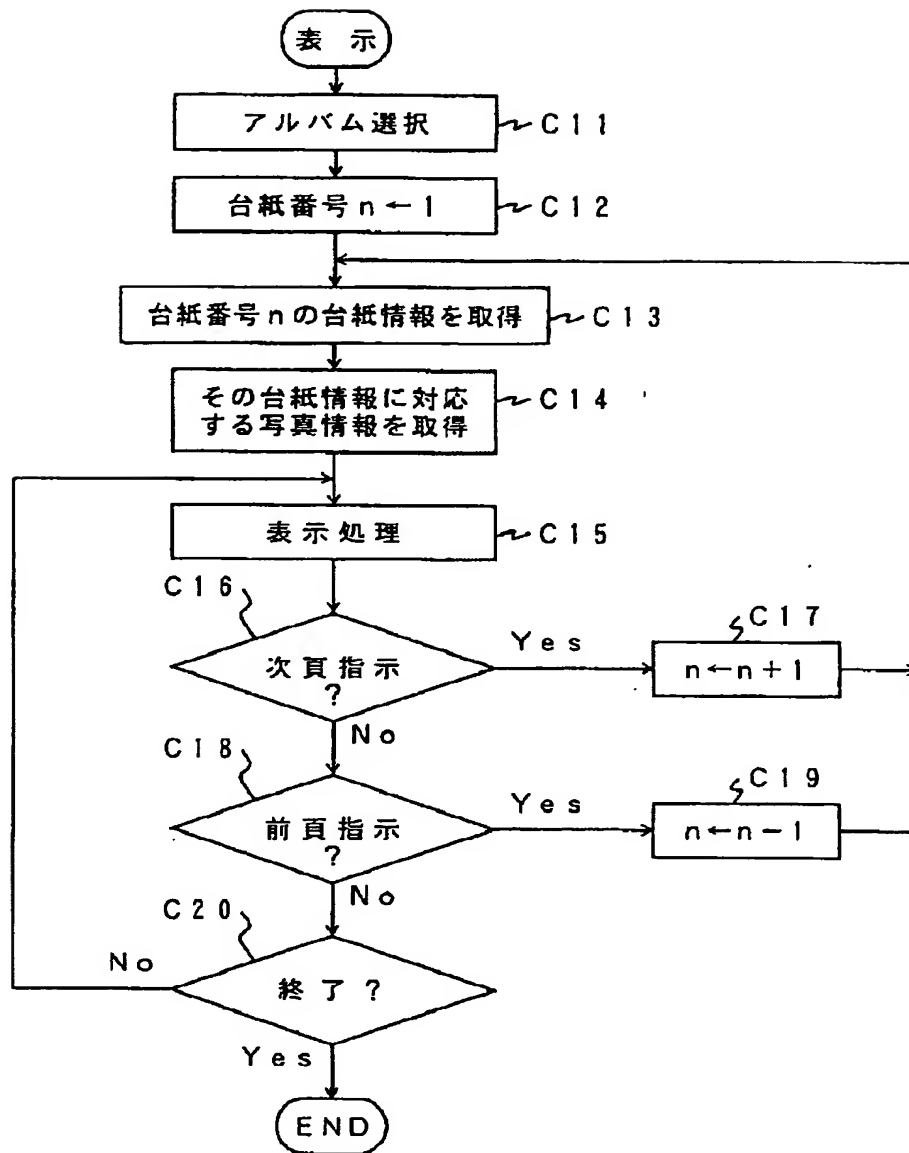 表示
アルバム選択
C11
台紙番号n←1
C12
台紙番号nの台紙情報を取得
C13
その台紙情報に対応
する写真情報を取得
C14
表示処理
C15
C16
次頁指示
?
Yes
C17
n←n+1
No
C18
前頁指示
?
Yes
C19
n←n-1
No
C20
終了?
No
Yes
END